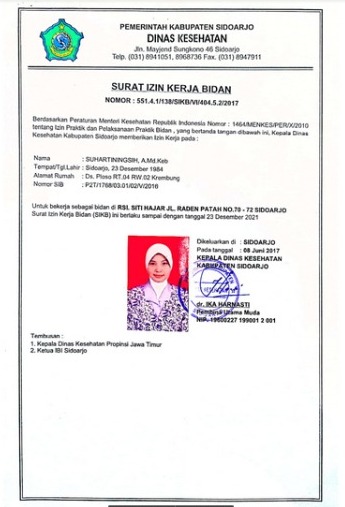 PEMERINTAH KABUPATEN SIDOARJO
DINAS KESEHATAN
JL. Mayjend Sungkono 46 Sidoarjo
Telp. (031) 8941051, 8968736 Fax. (031) 8947911
SURAT IZIN KERJA BIDAN
NOMOR : 551.4.1/138/SIKB/VI/404.5.2/2017
Berdasarkan Peraturan Menteri Kesehatan Republik Indonesia Nomor : 1464/MENKES/PER/X/2010
tentang Izin Praktik dan Pelaksanaan Praktik Bidan , yang bertanda tangan dibawah ini, Kepala Dinas
Kesehatan Kabupaten Sidoarjo memberikan Izin Kerja pada :
Nama : SUHARTININGSIH, A.Md.Keb
Tempat/Tgl.Lahir : Sidoarjo, 23 Desember 1984
Alamat Rumah : Ds. Ploso RT.04 RW.02 Krembung
Nomor SIB : P2T/1768/03.01/02/V/2016
Untuk bekerja sebagai bidan di RSI. SITI HAJAR JL. RADEN PATAH NO.70 - 72 SIDOARJO
Surat Izin Kerja Bidan (SIKB) ini berlaku sampai dengan tanggal 23 Desember 2021
Dikeluarkan di : SIDOARJO
Pada tanggal : 08 Juni 2017
KEPALA DINAS KESEHATAN
KABUPATEN SIDOARJO
dr. IKA HARNASTI
Pembina Utama Muda
NIP. 19600227 199001 2 001
Tembusan :
1. Kepala Dinas Kesehatan Propinsi Jawa Timur
2. Ketua IBI Sidoarjo